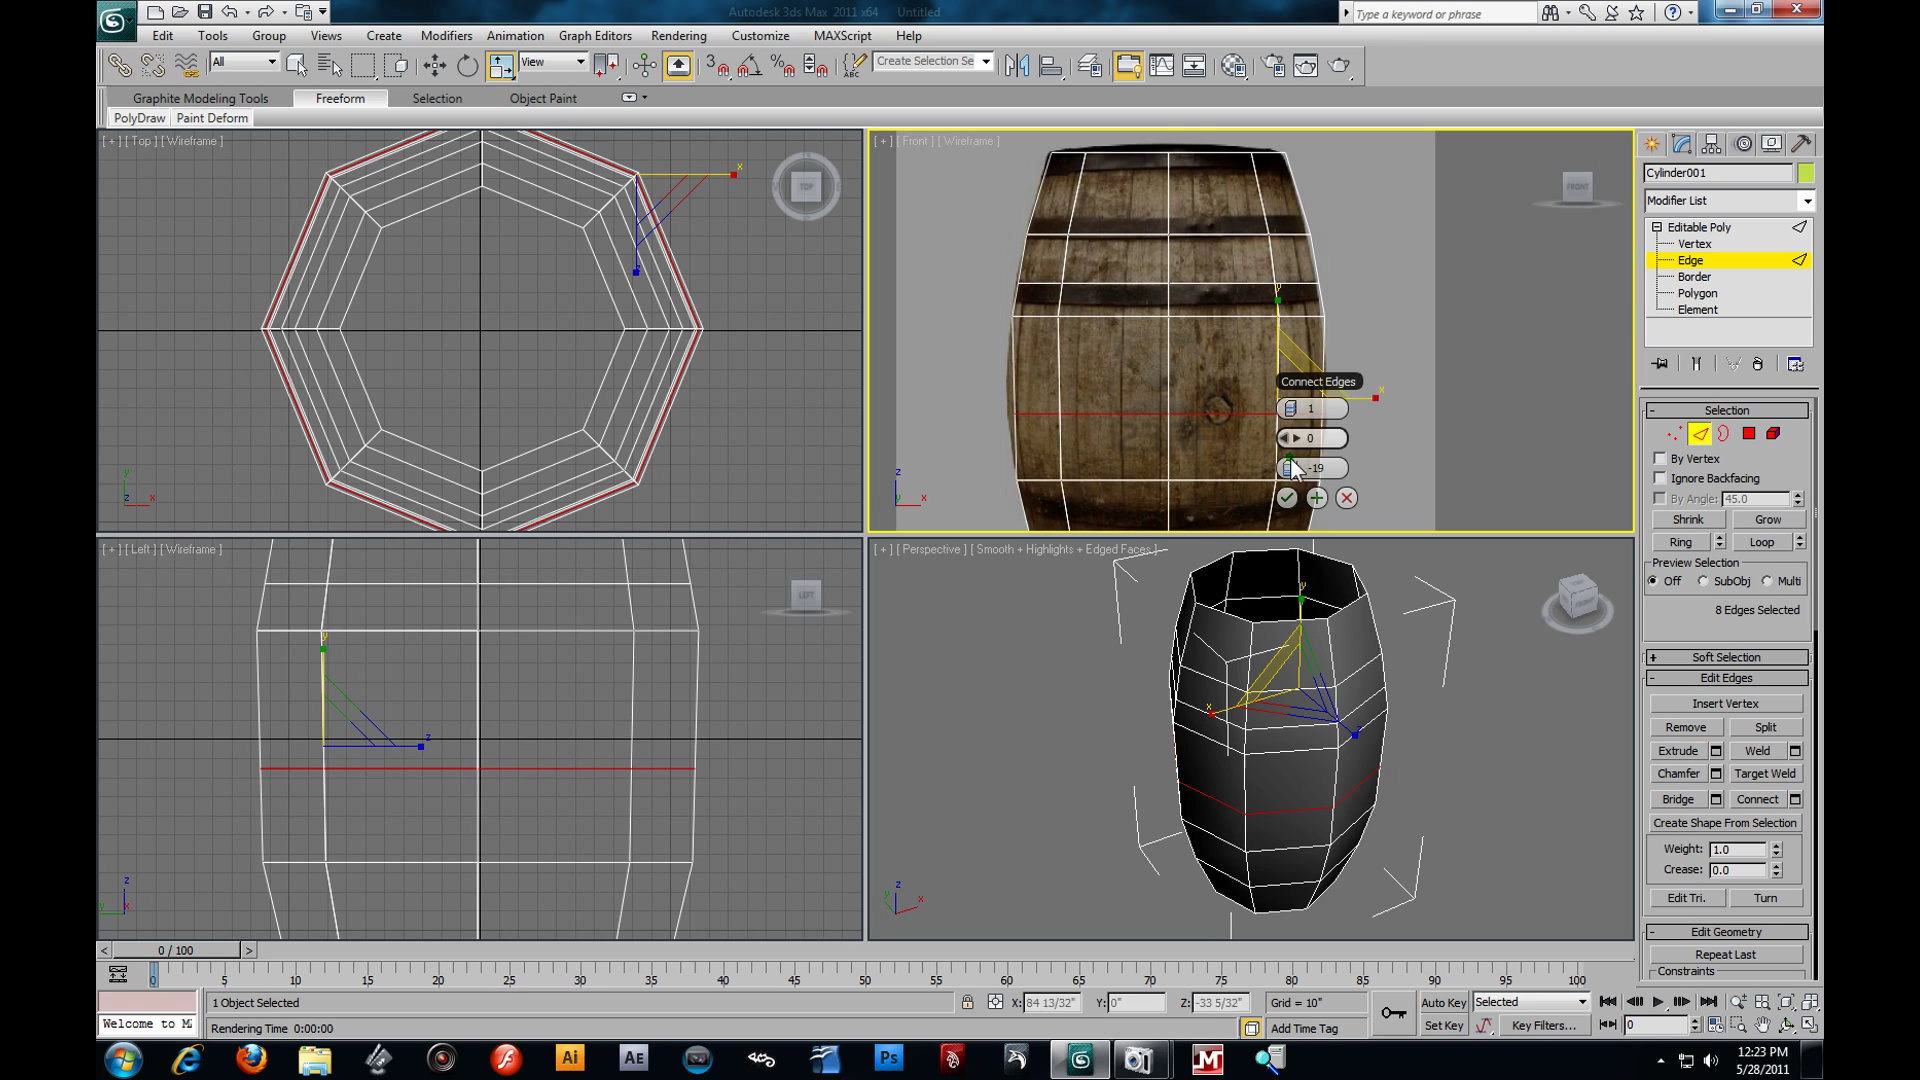 Autodesk 3ds Max 2011 x64   Untitled
Type a keyword or phrase
Edit Tools Group Views Create Modifiers Animation Graph Editors Rendering Customize MAXScript Help
All View Create Selection Se
Graphite Modeling Tools Freeform Selection Object Paint
PolyDraw Paint Deform
[ + ] [ Top ] [ Wireframe ]
TOP
x
z
y
z x
[ + ] [ Front ] [ Wireframe ]
FRONT
y
x
Connect Edges
1
0
-19
z
x
[ + ] [ Left ] [ Wireframe ]
LEFT
y
z
z
y x
[ + ] [ Perspective ] [ Smooth + Highlights + Edged Faces ]
y
x
z
z
y x
Cylinder001
Modifier List
Editable Poly
Vertex
Edge
Border
Polygon
Element
- Selection
By Vertex
Ignore Backfacing
By Angle: 45.0
Shrink Grow
Ring Loop
Preview Selection
Off SubObj Multi
8 Edges Selected
+ Soft Selection
- Edit Edges
Insert Vertex
Remove Split
Extrude Weld
Chamfer Target Weld
Bridge Connect
Create Shape From Selection
Weight: 1.0
Crease: 0.0
Edit Tri. Turn
- Edit Geometry
Repeat Last
Constraints
< 0 / 100 >
0 5 10 15 20 25 30 35 40 45 50 55 60 65 70 75 80 85 90 95 100
1 Object Selected X: 84 13/32" Y: 0" Z: -33 5/32" Grid = 10" Auto Key Selected
Welcome to M
Rendering Time 0:00:00 Add Time Tag Set Key Key Filters... 0
Ai AE Ps M
12:23 PM
5/28/2011